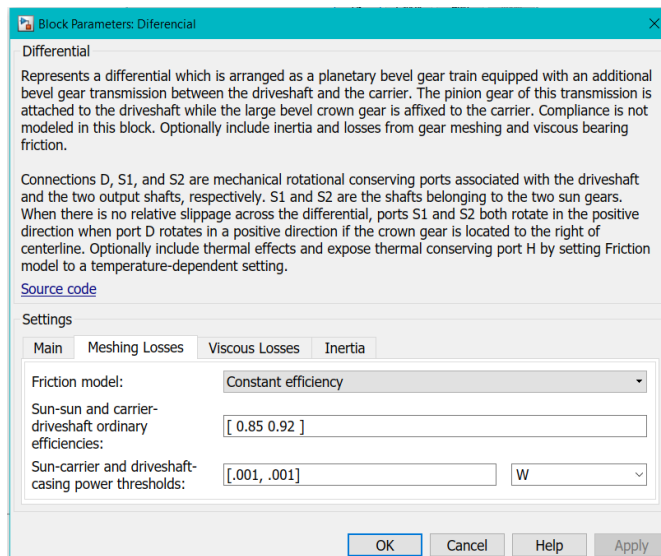 Block Parameters: Diferencial
Differential
Represents a differential which is arranged as a planetary bevel gear train equipped with an additional
bevel gear transmission between the driveshaft and the carrier. The pinion gear of this transmission is
attached to the driveshaft while the large bevel crown gear is affixed to the carrier. Compliance is not
modeled in this block. Optionally include inertia and losses from gear meshing and viscous bearing
friction.
Connections D, S1, and S2 are mechanical rotational conserving ports associated with the driveshaft
and the two output shafts, respectively. S1 and S2 are the shafts belonging to the two sun gears.
When there is no relative slippage across the differential, ports S1 and S2 both rotate in the positive
direction when port D rotates in a positive direction if the crown gear is located to the right of
centerline. Optionally include thermal effects and expose thermal conserving port H by setting Friction
model to a temperature-dependent setting.
Source code
Settings
Main Meshing Losses Viscous Losses Inertia
Friction model: Constant efficiency
Sun-sun and carrier-
driveshaft ordinary
efficiencies:
[ 0.85 0.92 ]
Sun-carrier and driveshaft-
casing power thresholds:
[.001, .001] W
OK Cancel Help Apply